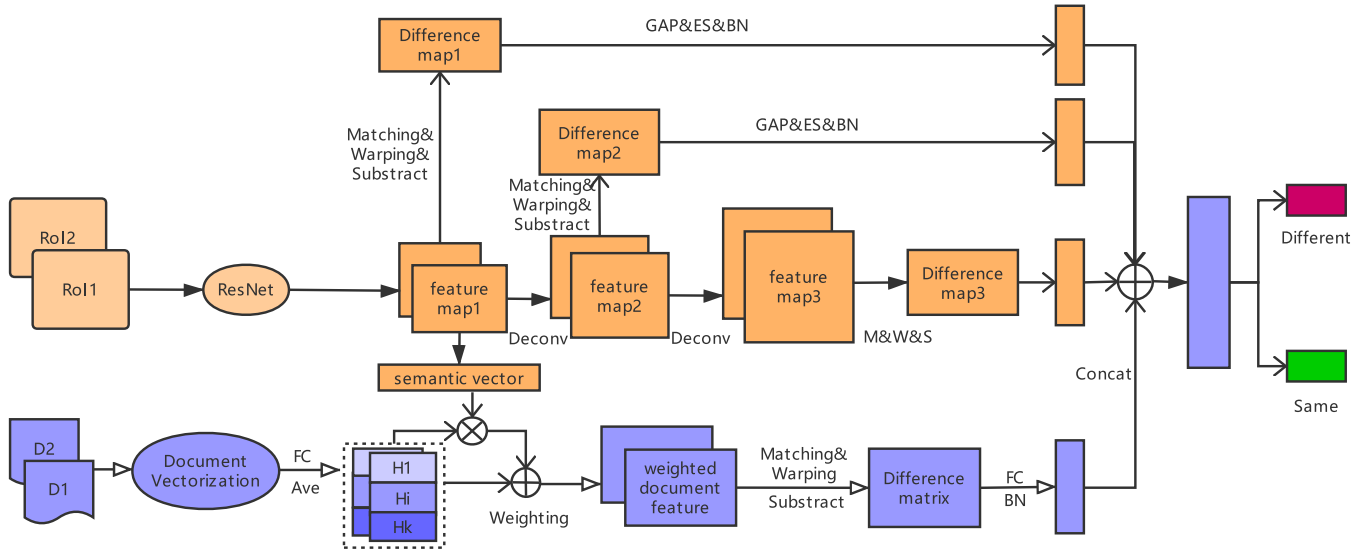 GAP&ES&BN
Difference
map1
GAP&ES&BN
Matching&
Warping&
Substract
Difference
map2
Matching&
Warping&
Substract
RoI2
RoI1
ResNet
feature
map1
Deconv
feature
map2
Deconv
feature
map3
M&W&S
Difference
map3
Different
Same
Concat
semantic vector
D2
D1
Document
Vectorization
FC
Ave
H1
Hi
Hk
Weighting
weighted
document
feature
Matching&
Warping
Substract
Difference
matrix
FC
BN